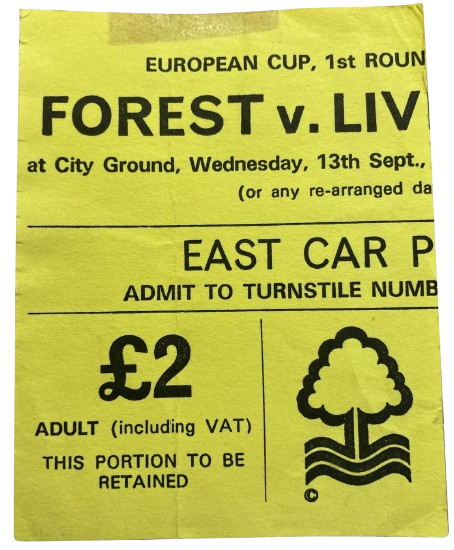 EUROPEAN CUP, 1st ROUN
FOREST v. LIV
at City Ground, Wednesday, 13th Sept.,
(or any re-arranged da
EAST CAR P
ADMIT TO TURNSTILE NUMB
£2
ADULT (including VAT)
THIS PORTION TO BE
RETAINED
©